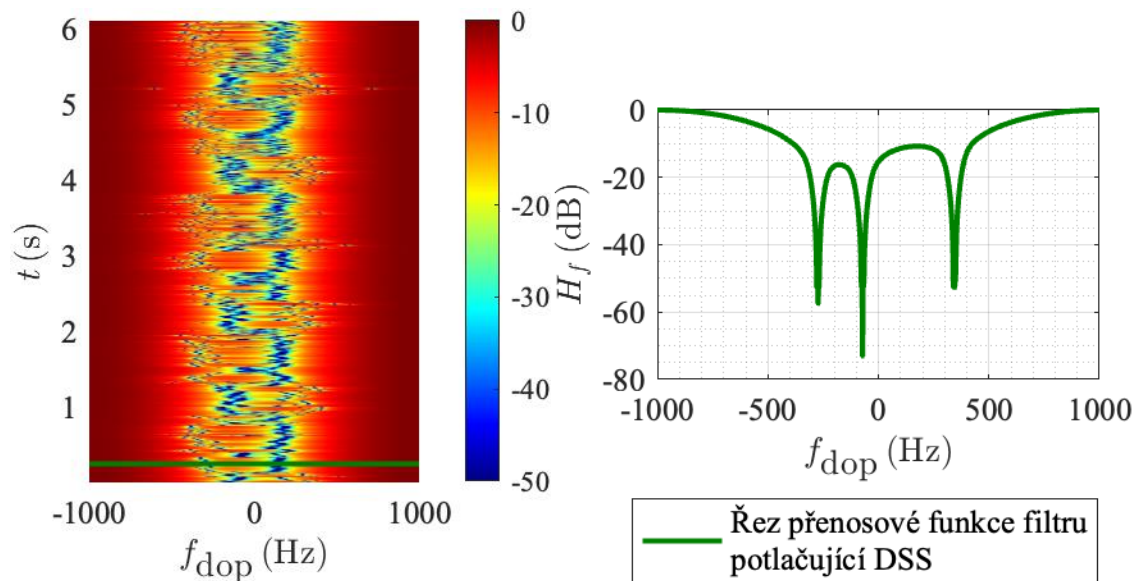 6
5
4
3
2
1
t (s)
-1000 0 1000
f_dop (Hz)
0
-10
-20
-30
-40
-50
H_f (dB)
0
-20
-40
-60
-80
-1000 -500 0 500 1000
f_dop (Hz)
Řez přenosové funkce filtru
potlačující DSS